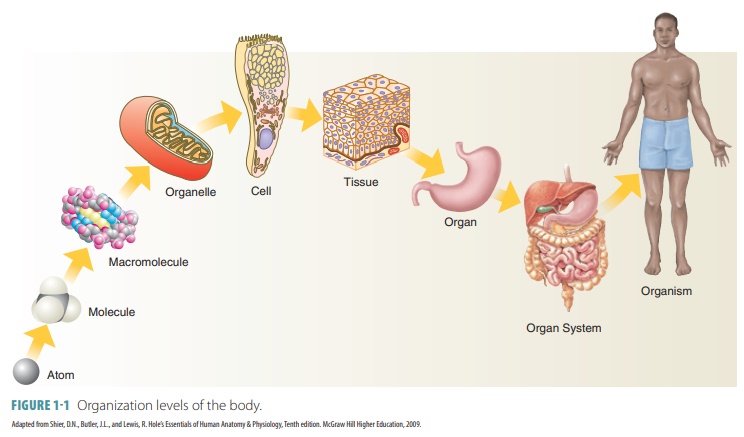 Atom
Molecule
Macromolecule
Organelle
Cell
Tissue
Organ
Organ System
Organism
FIGURE 1-1 Organization levels of the body.
Adapted from Shier, D.N., Butler, J.L., and Lewis, R. Hole's Essentials of Human Anatomy & Physiology, Tenth edition. McGraw Hill Higher Education, 2009.